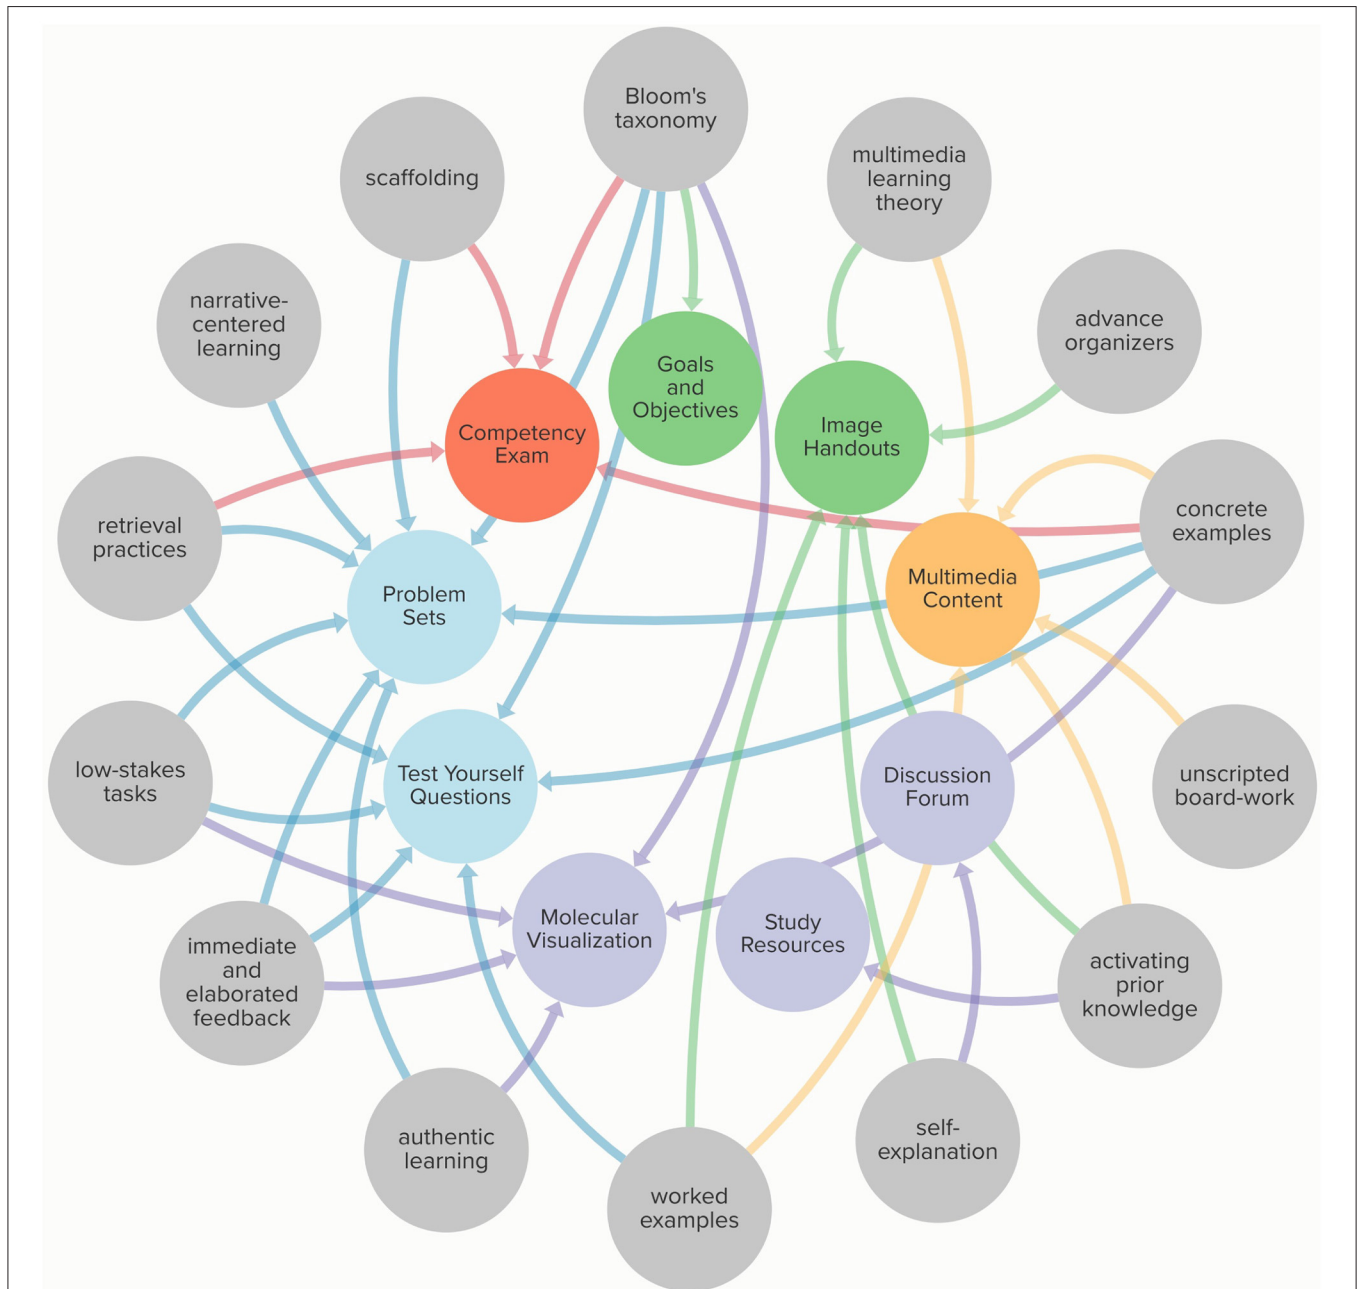 Bloom's
taxonomy
scaffolding
multimedia
learning
theory
narrative-
centered
learning
advance
organizers
Goals
and
Objectives
Competency
Exam
Image
Handouts
retrieval
practices
concrete
examples
Problem
Sets
Multimedia
Content
low-stakes
tasks
Test Yourself
Questions
Discussion
Forum
unscripted
board-work
Molecular
Visualization
Study
Resources
immediate
and
elaborated
feedback
activating
prior
knowledge
authentic
learning
self-
explanation
worked
examples